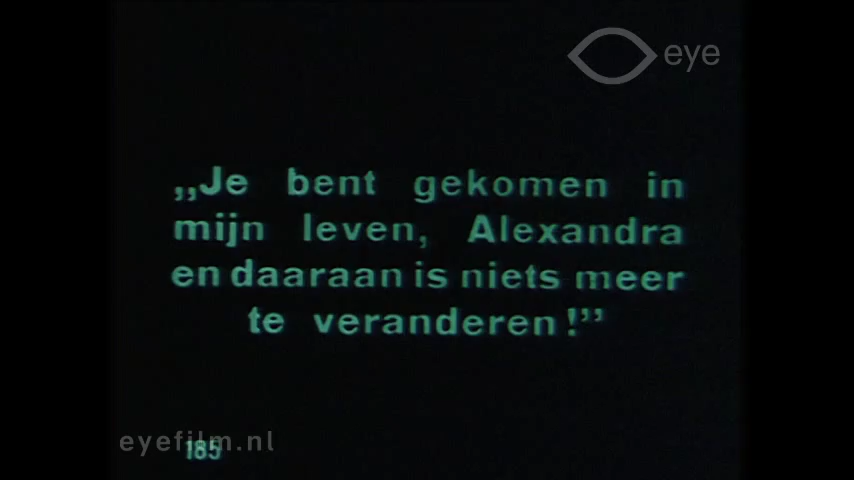 eye
„Je bent gekomen in
mijn leven, Alexandra
en daaraan is niets meer
te veranderen!”
eyefilm.nl
185